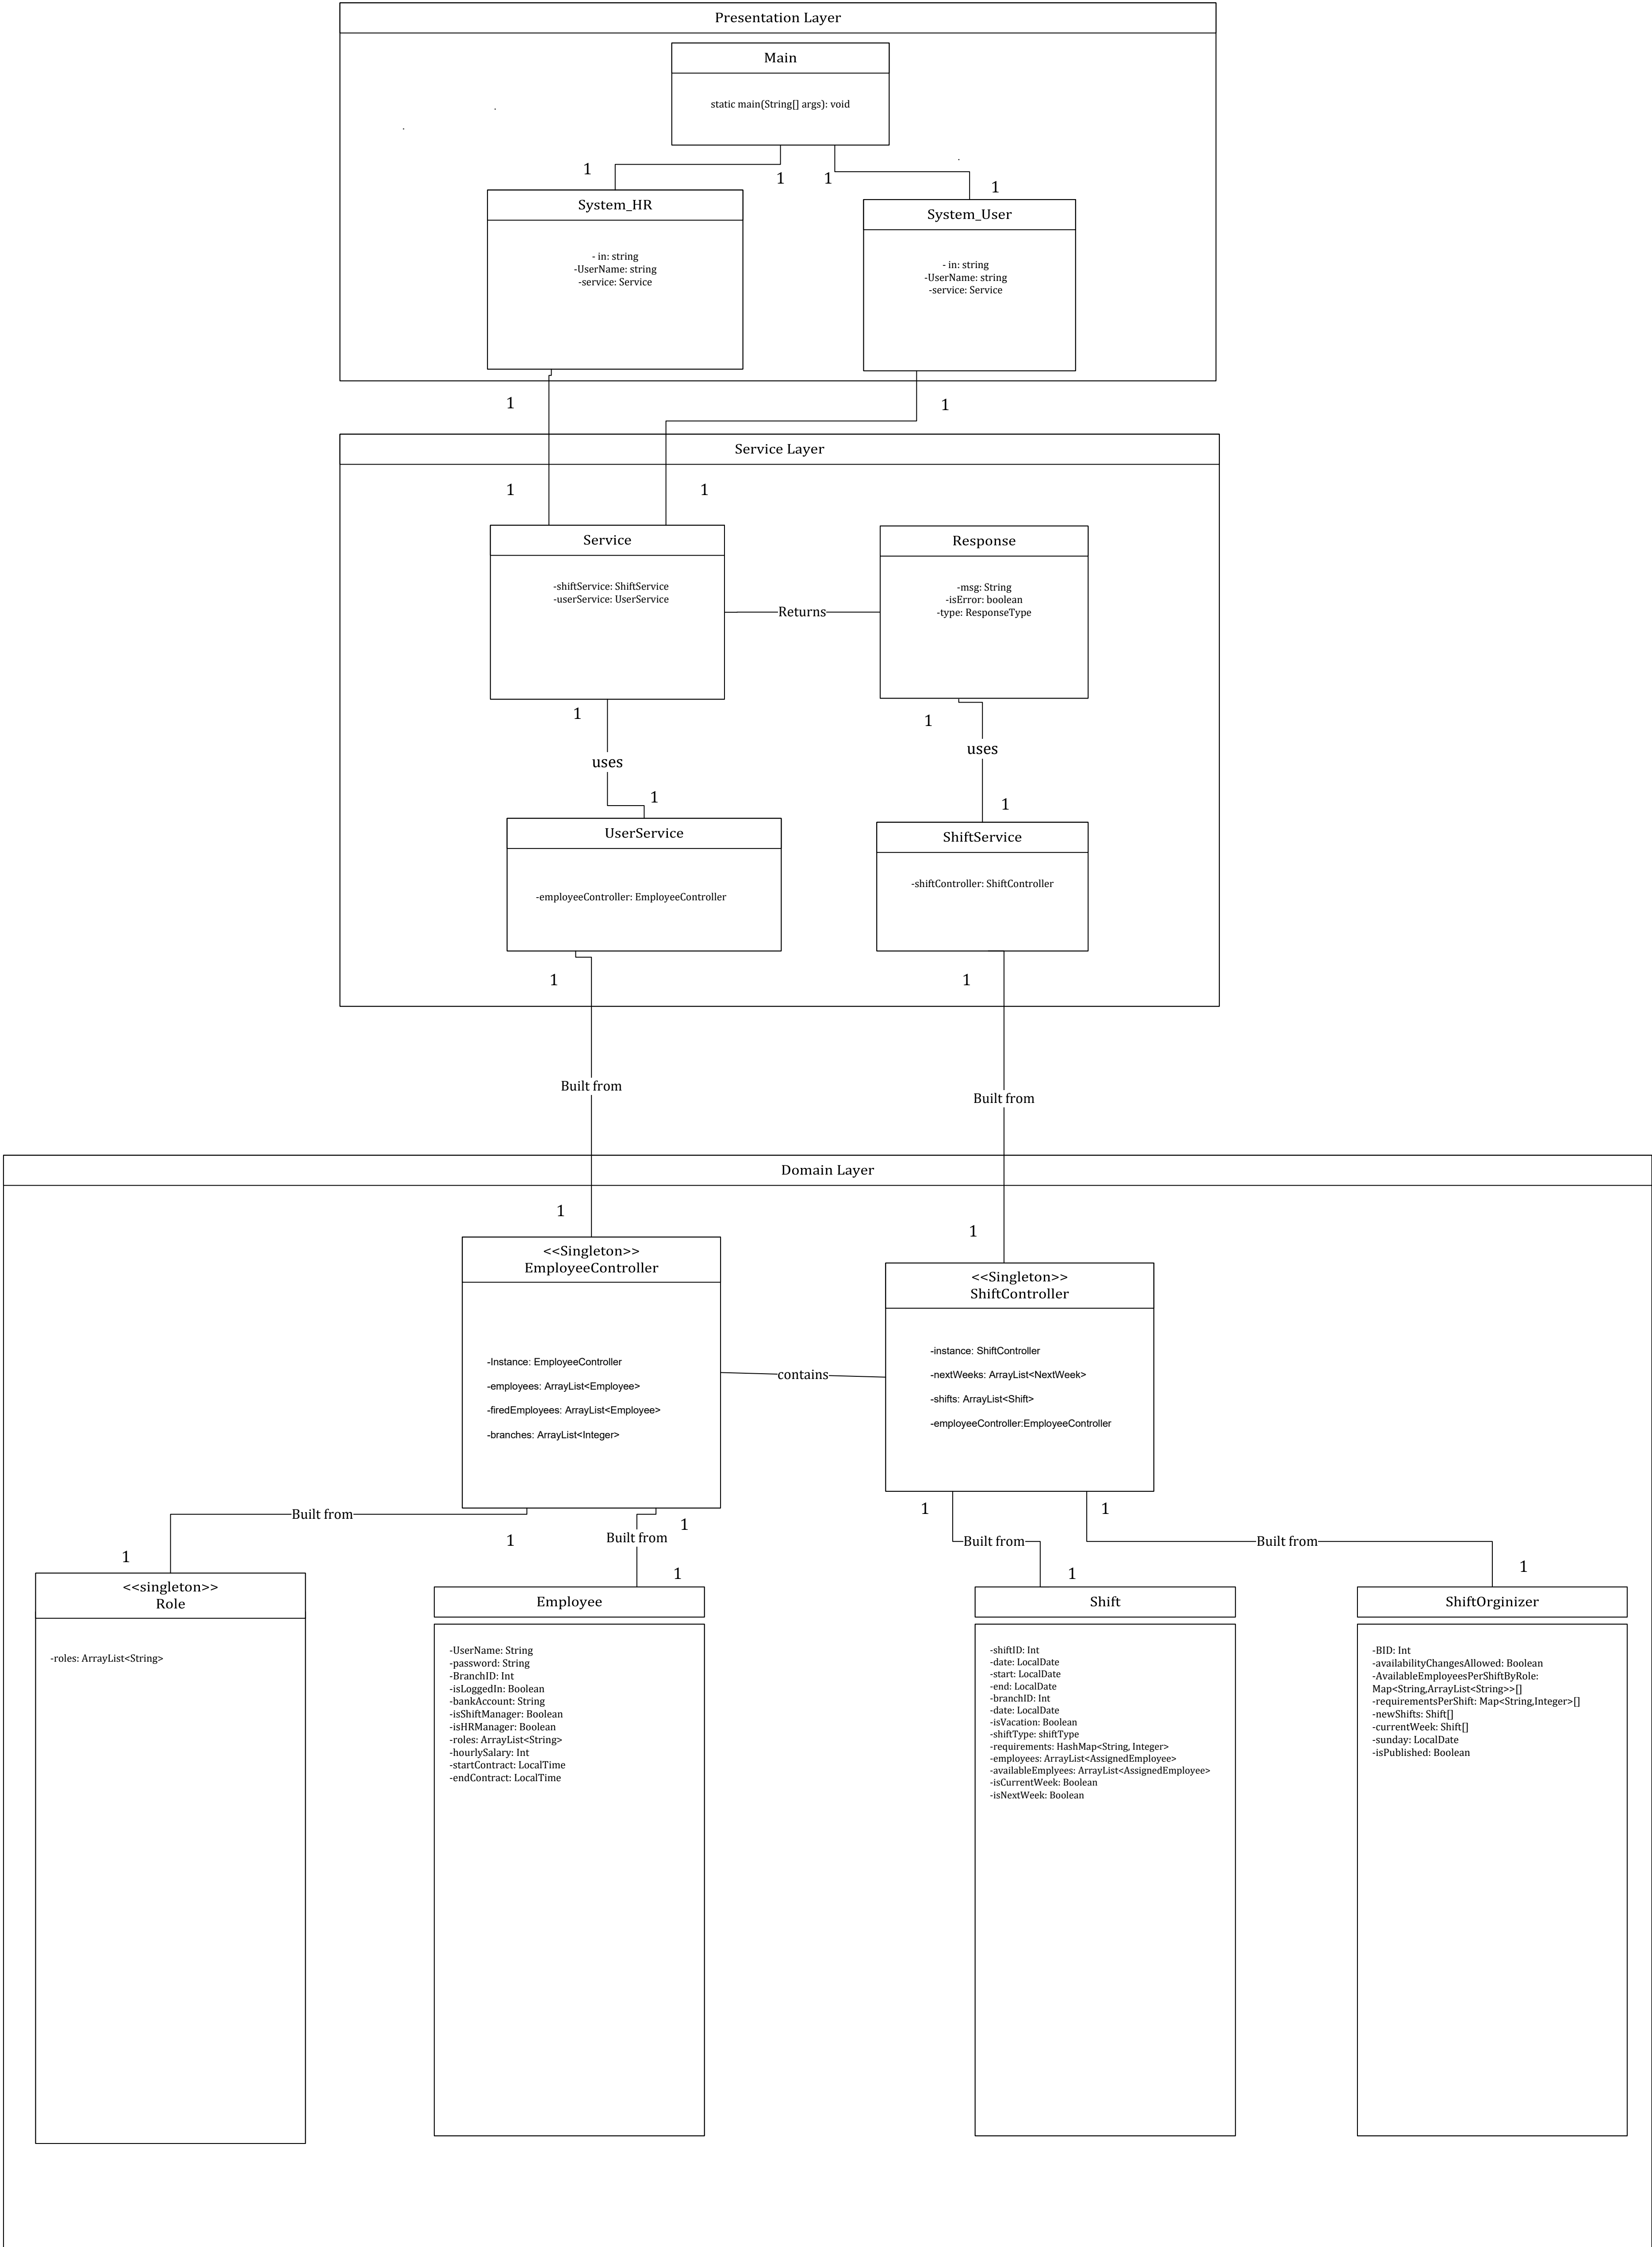 Presentation Layer
Main
static main(String[] args): void
1
1
1
1
System_HR
- in: string
-UserName: string
-service: Service
System_User
- in: string
-UserName: string
-service: Service
1
1
Service Layer
1
1
Service
-shiftService: ShiftService
-userService: UserService
Returns
Response
-msg: String
-isError: boolean
-type: ResponseType
1
uses
1
1
uses
1
UserService
-employeeController: EmployeeController
ShiftService
-shiftController: ShiftController
1
1
Built from
Built from
Domain Layer
1
1
<<Singleton>>
EmployeeController
-Instance: EmployeeController
-employees: ArrayList<Employee>
-firedEmployees: ArrayList<Employee>
-branches: ArrayList<Integer>
contains
<<Singleton>>
ShiftController
-instance: ShiftController
-nextWeeks: ArrayList<NextWeek>
-shifts: ArrayList<Shift>
-employeeController:EmployeeController
Built from
1
1
1
Built from
1
1
Built from
1
1
Built from
1
<<singleton>>
Role
-roles: ArrayList<String>
Employee
-UserName: String
-password: String
-BranchID: Int
-isLoggedIn: Boolean
-bankAccount: String
-isShiftManager: Boolean
-isHRManager: Boolean
-roles: ArrayList<String>
-hourlySalary: Int
-startContract: LocalTime
-endContract: LocalTime
Shift
-shiftID: Int
-date: LocalDate
-start: LocalDate
-end: LocalDate
-branchID: Int
-date: LocalDate
-isVacation: Boolean
-shiftType: shiftType
-requirements: HashMap<String, Integer>
-employees: ArrayList<AssignedEmployee>
-availableEmplyees: ArrayList<AssignedEmployee>
-isCurrentWeek: Boolean
-isNextWeek: Boolean
ShiftOrginizer
-BID: Int
-availabilityChangesAllowed: Boolean
-AvailableEmployeesPerShiftByRole:
Map<String,ArrayList<String>>[]
-requirementsPerShift: Map<String,Integer>[]
-newShifts: Shift[]
-currentWeek: Shift[]
-sunday: LocalDate
-isPublished: Boolean